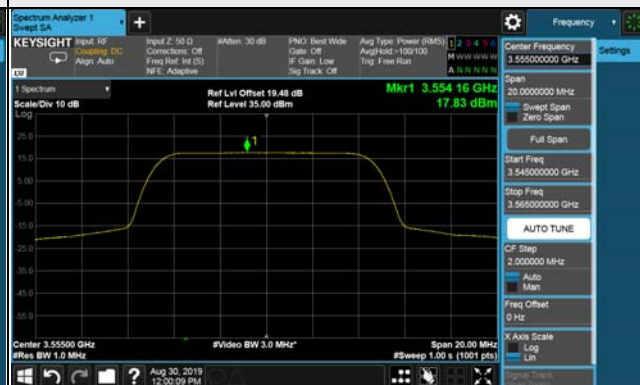 Spectrum Analyzer 1
Swept SA
Frequency
KEYSIGHT
Input: RF
Coupling: DC
Align: Auto
Input Z: 50 Ω
Corrections: Off
Freq Ref: Int (S)
NFE: Adaptive
#Atten: 30 dB
PNO: Best Wide
Gate: Off
IF Gain: Low
Sig Track: Off
Avg Type: Power (RMS)
Avg|Hold:>100/100
Trig: Free Run
1 2 3 4 5 6
M W W W W W
A N N N N N
LXI
1 Spectrum
Scale/Div 10 dB
Log
Ref Lvl Offset 19.48 dB
Ref Level 35.00 dBm
Mkr1 3.554 16 GHz
17.83 dBm
1
25.0
15.0
5.00
-5.00
-15.0
-25.0
-35.0
-45.0
-55.0
Center 3.55500 GHz
#Res BW 1.0 MHz
#Video BW 3.0 MHz*
Span 20.00 MHz
#Sweep 1.00 s (1001 pts)
Aug 30, 2019
12:00:09 PM
Center Frequency
3.555000000 GHz
Settings
Span
20.0000000 MHz
Swept Span
Zero Span
Full Span
Start Freq
3.545000000 GHz
Stop Freq
3.565000000 GHz
AUTO TUNE
CF Step
2.000000 MHz
Auto
Man
Freq Offset
0 Hz
X Axis Scale
Log
Lin
Signal Track